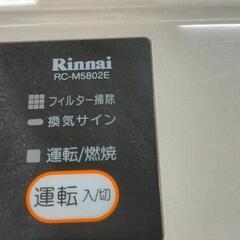 Rinnai
RC-M5802E
フィルター掃除
換気サイン
運転/燃焼
運転 入/切